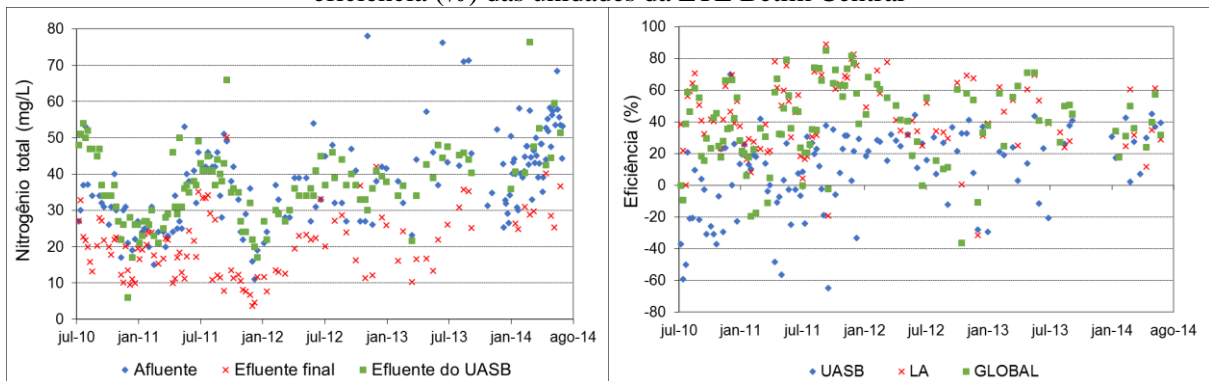 eficiência (%) das unidades da ETE Betim Central
Nitrogênio total (mg/L)
80
70
60
50
40
30
20
10
0
jul-10 jan-11 jul-11 jan-12 jul-12 jan-13 jul-13 jan-14 ago-14
Afluente Efluente final Efluente do UASB
Eficiência (%)
100
80
60
40
20
0
-20
-40
-60
-80
jul-10 jan-11 jul-11 jan-12 jul-12 jan-13 jul-13 jan-14 ago-14
UASB LA GLOBAL